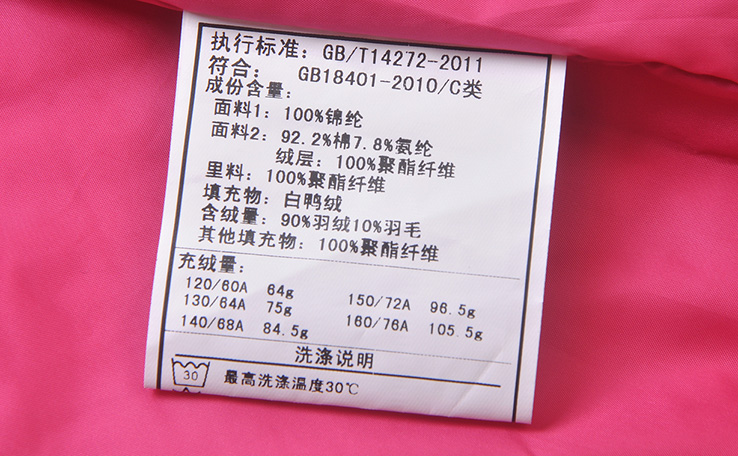 执行标准：GB/T14272-2011
符合：GB18401-2010/C类
成份含量：
面料1：100%锦纶
面料2：92.2%棉7.8%氨纶
绒层：100%聚酯纤维
里料：100%聚酯纤维
填充物：白鸭绒
含绒量：90%羽绒10%羽毛
其他填充物：100%聚酯纤维
充绒量：
120/60A 64g 150/72A 96.5g
130/64A 75g 160/76A 105.5g
140/68A 84.5g
洗涤说明
30 最高洗涤温度30℃